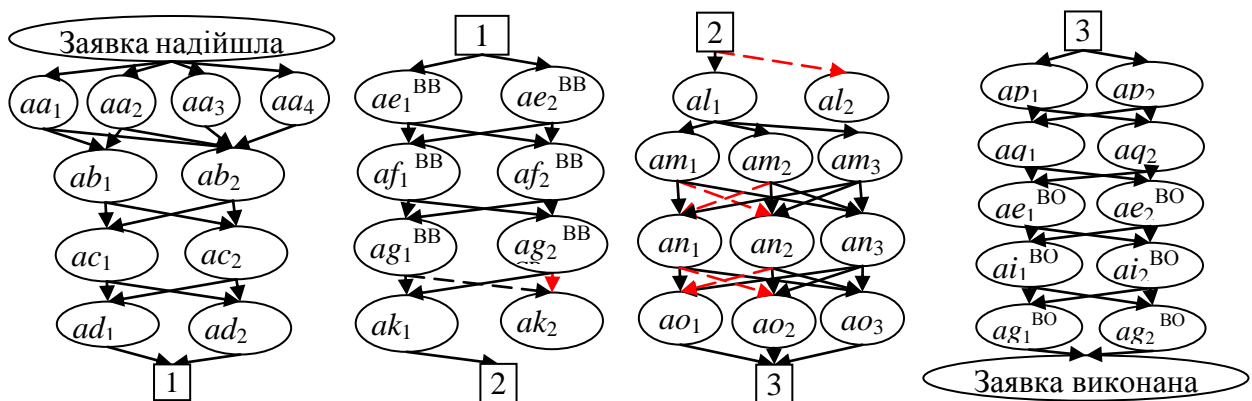 Заявка надійшла
aa1 aa2 aa3 aa4
ab1 ab2
ac1 ac2
ad1 ad2
1
1
ae1BB ae2BB
af1BB af2BB
ag1BB ag2BB
ak1 ak2
2
2
al1 al2
am1 am2 am3
an1 an2 an3
ao1 ao2 ao3
3
3
ap1 ap2
aq1 aq2
ae1BO ae2BO
ai1BO ai2BO
ag1BO ag2BO
Заявка виконана